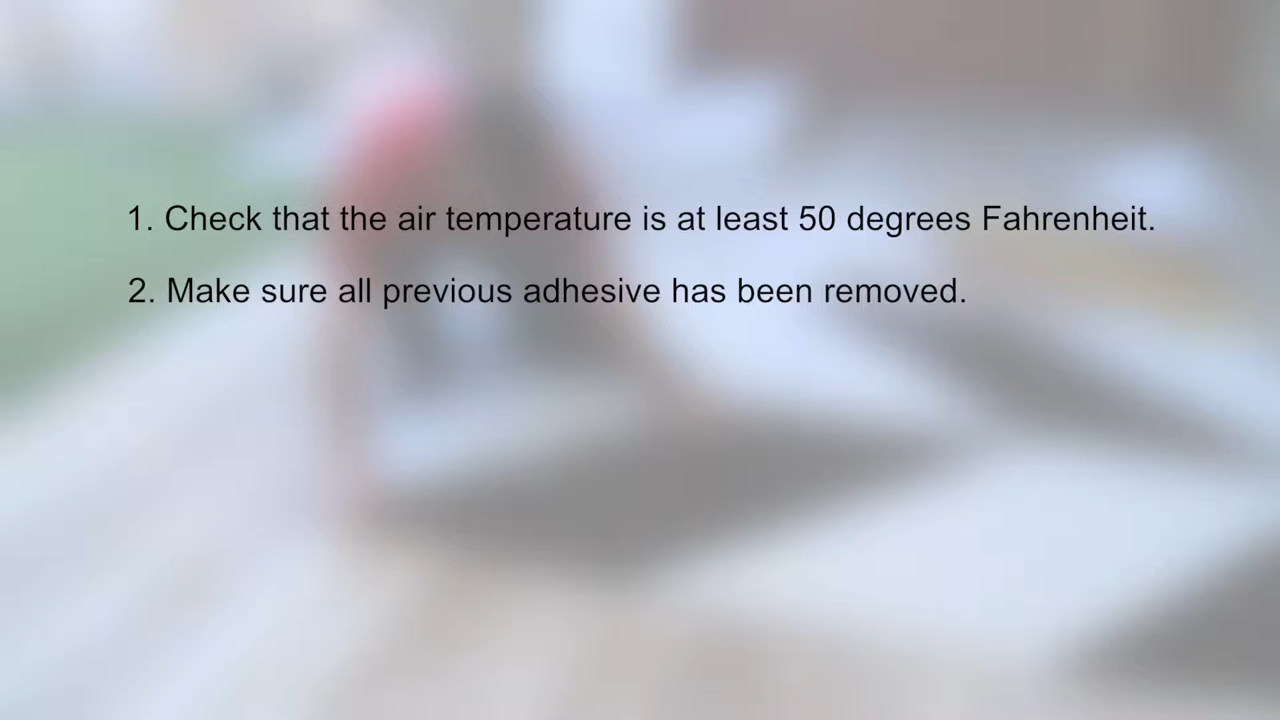 1. Check that the air temperature is at least 50 degrees Fahrenheit.
2. Make sure all previous adhesive has been removed.